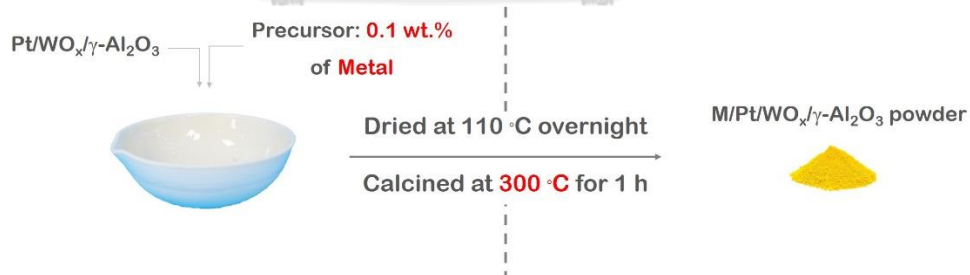 Pt/WOₓ/γ-Al₂O₃
Precursor: 0.1 wt.%
of Metal
Dried at 110 °C overnight
Calcined at 300 °C for 1 h
M/Pt/WOₓ/γ-Al₂O₃ powder